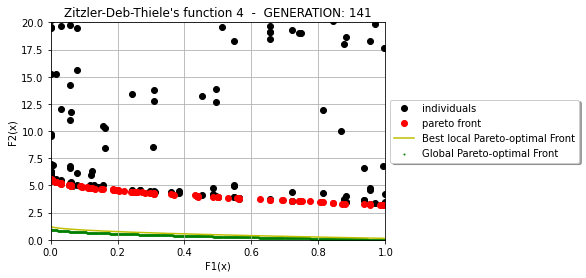 Zitzler-Deb-Thiele's function 4 - GENERATION: 141
20.0
17.5
15.0
12.5
10.0
7.5
5.0
2.5
0.0
F2(x)
0.0 0.2 0.4 0.6 0.8 1.0
F1(x)
individuals
pareto front
Best local Pareto-optimal Front
Global Pareto-optimal Front